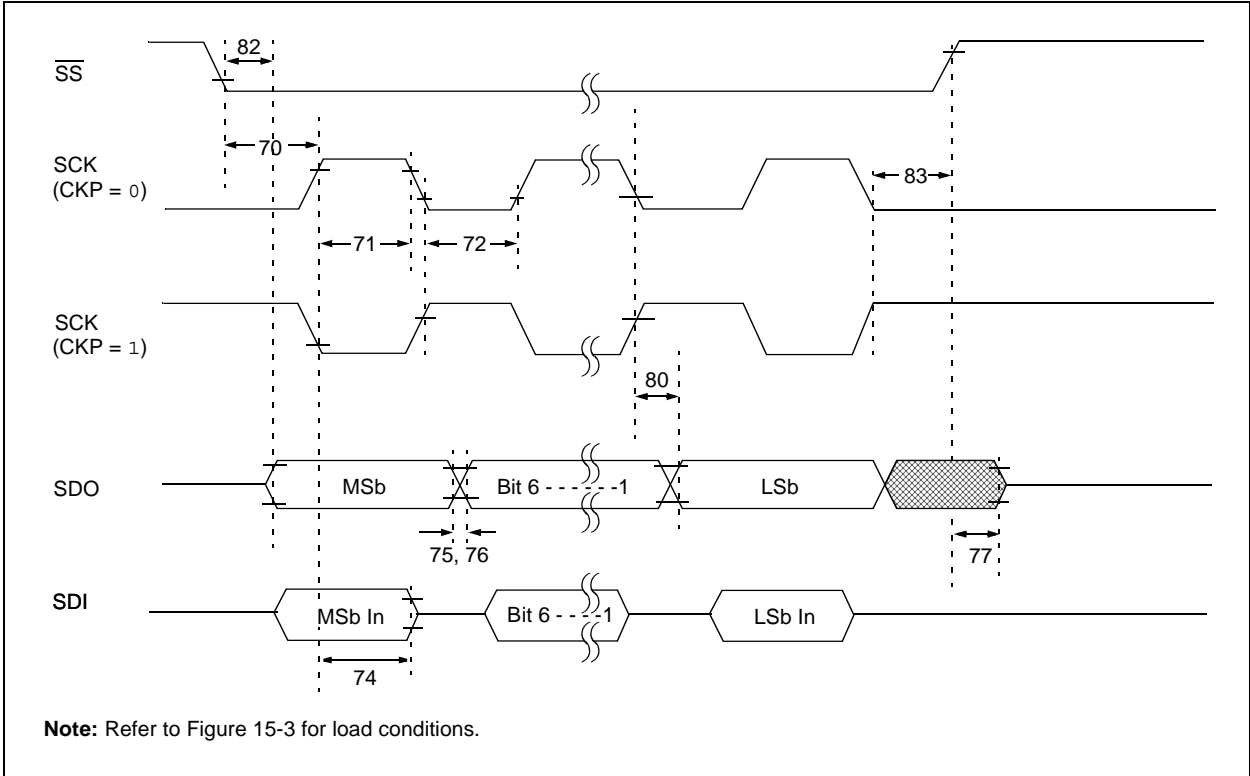 82
SS
70
SCK
(CKP = 0)
83
71
72
SCK
(CKP = 1)
80
SDO
MSb
Bit 6 - - - - - - -1
LSb
75, 76
77
SDI
MSb In
Bit 6 - - - - -1
LSb In
74
Note: Refer to Figure 15-3 for load conditions.